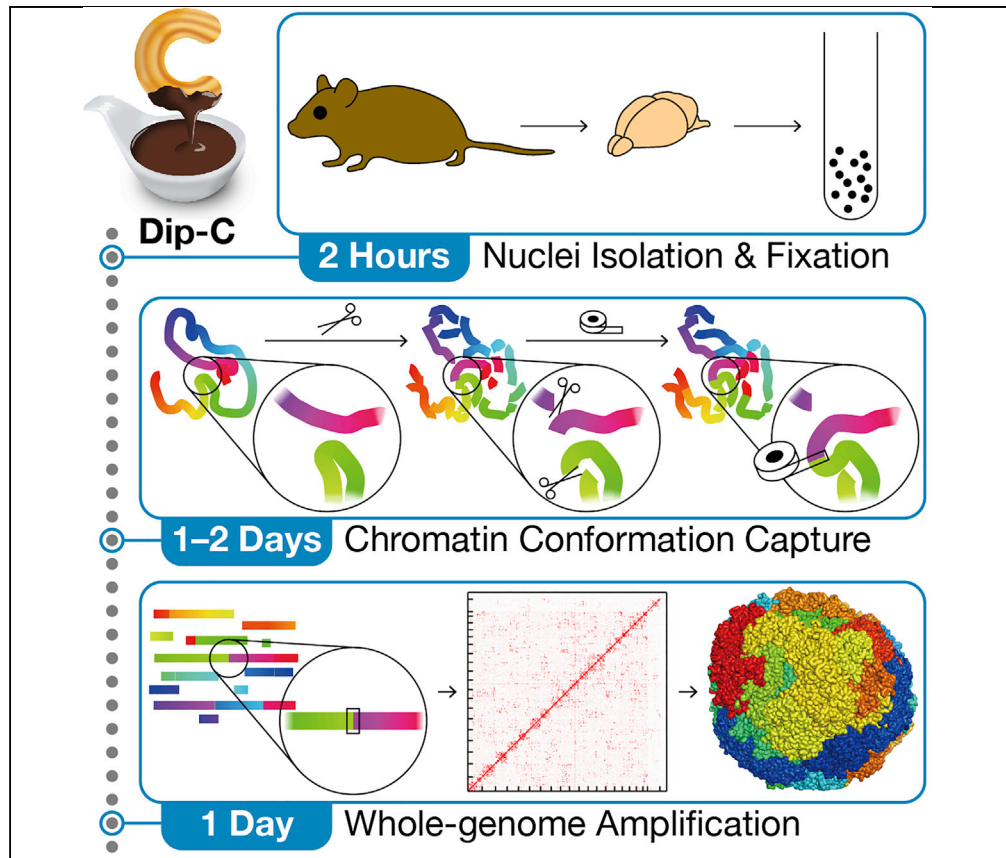 Dip-C
2 Hours Nuclei Isolation & Fixation
1–2 Days Chromatin Conformation Capture
1 Day Whole-genome Amplification